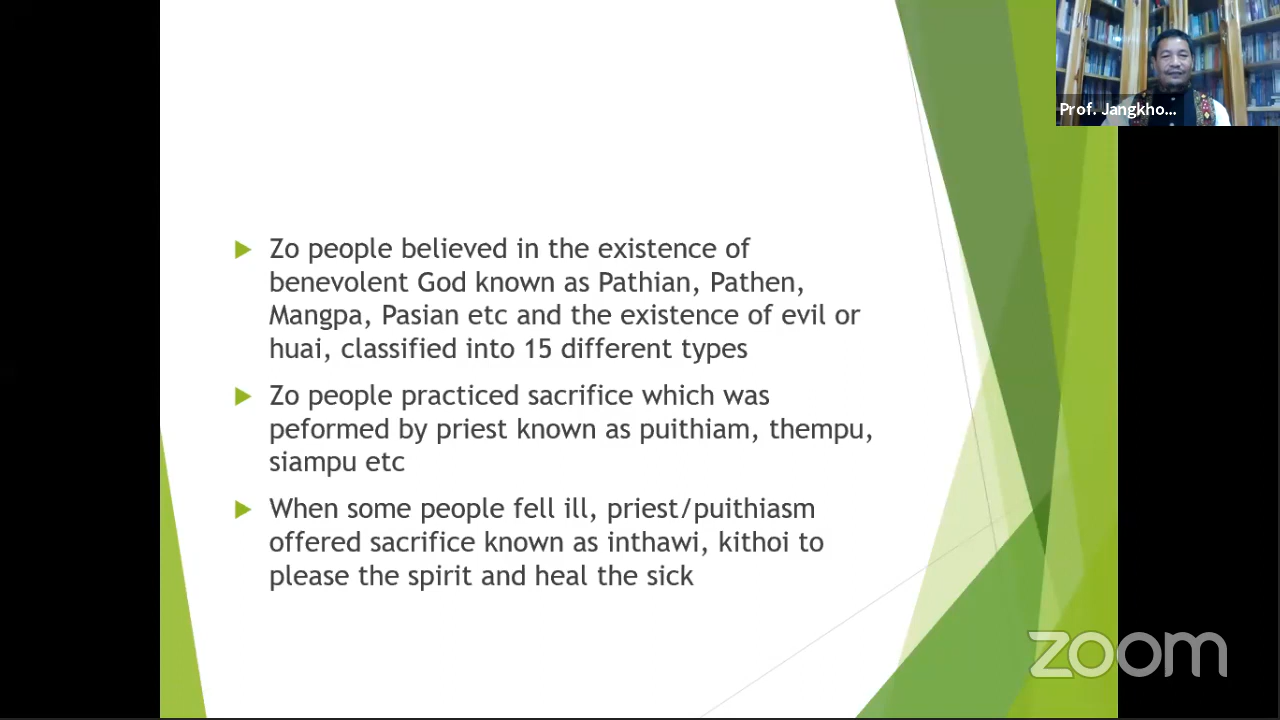 Prof. Jangkho...
Zo people believed in the existence of
benevolent God known as Pathian, Pathen,
Mangpa, Pasian etc and the existence of evil or
huai, classified into 15 different types
Zo people practiced sacrifice which was
peformed by priest known as puithiam, thempu,
siampu etc
When some people fell ill, priest/puithiasm
offered sacrifice known as inthawi, kithoi to
please the spirit and heal the sick
zoom